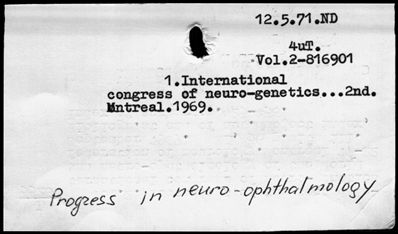 12.5.71.ND
4uT.
Vol.2-816901
1.International
congress of neuro-genetics...2nd.
Mntreal.1969.
Progress in neuro-ophthalmology